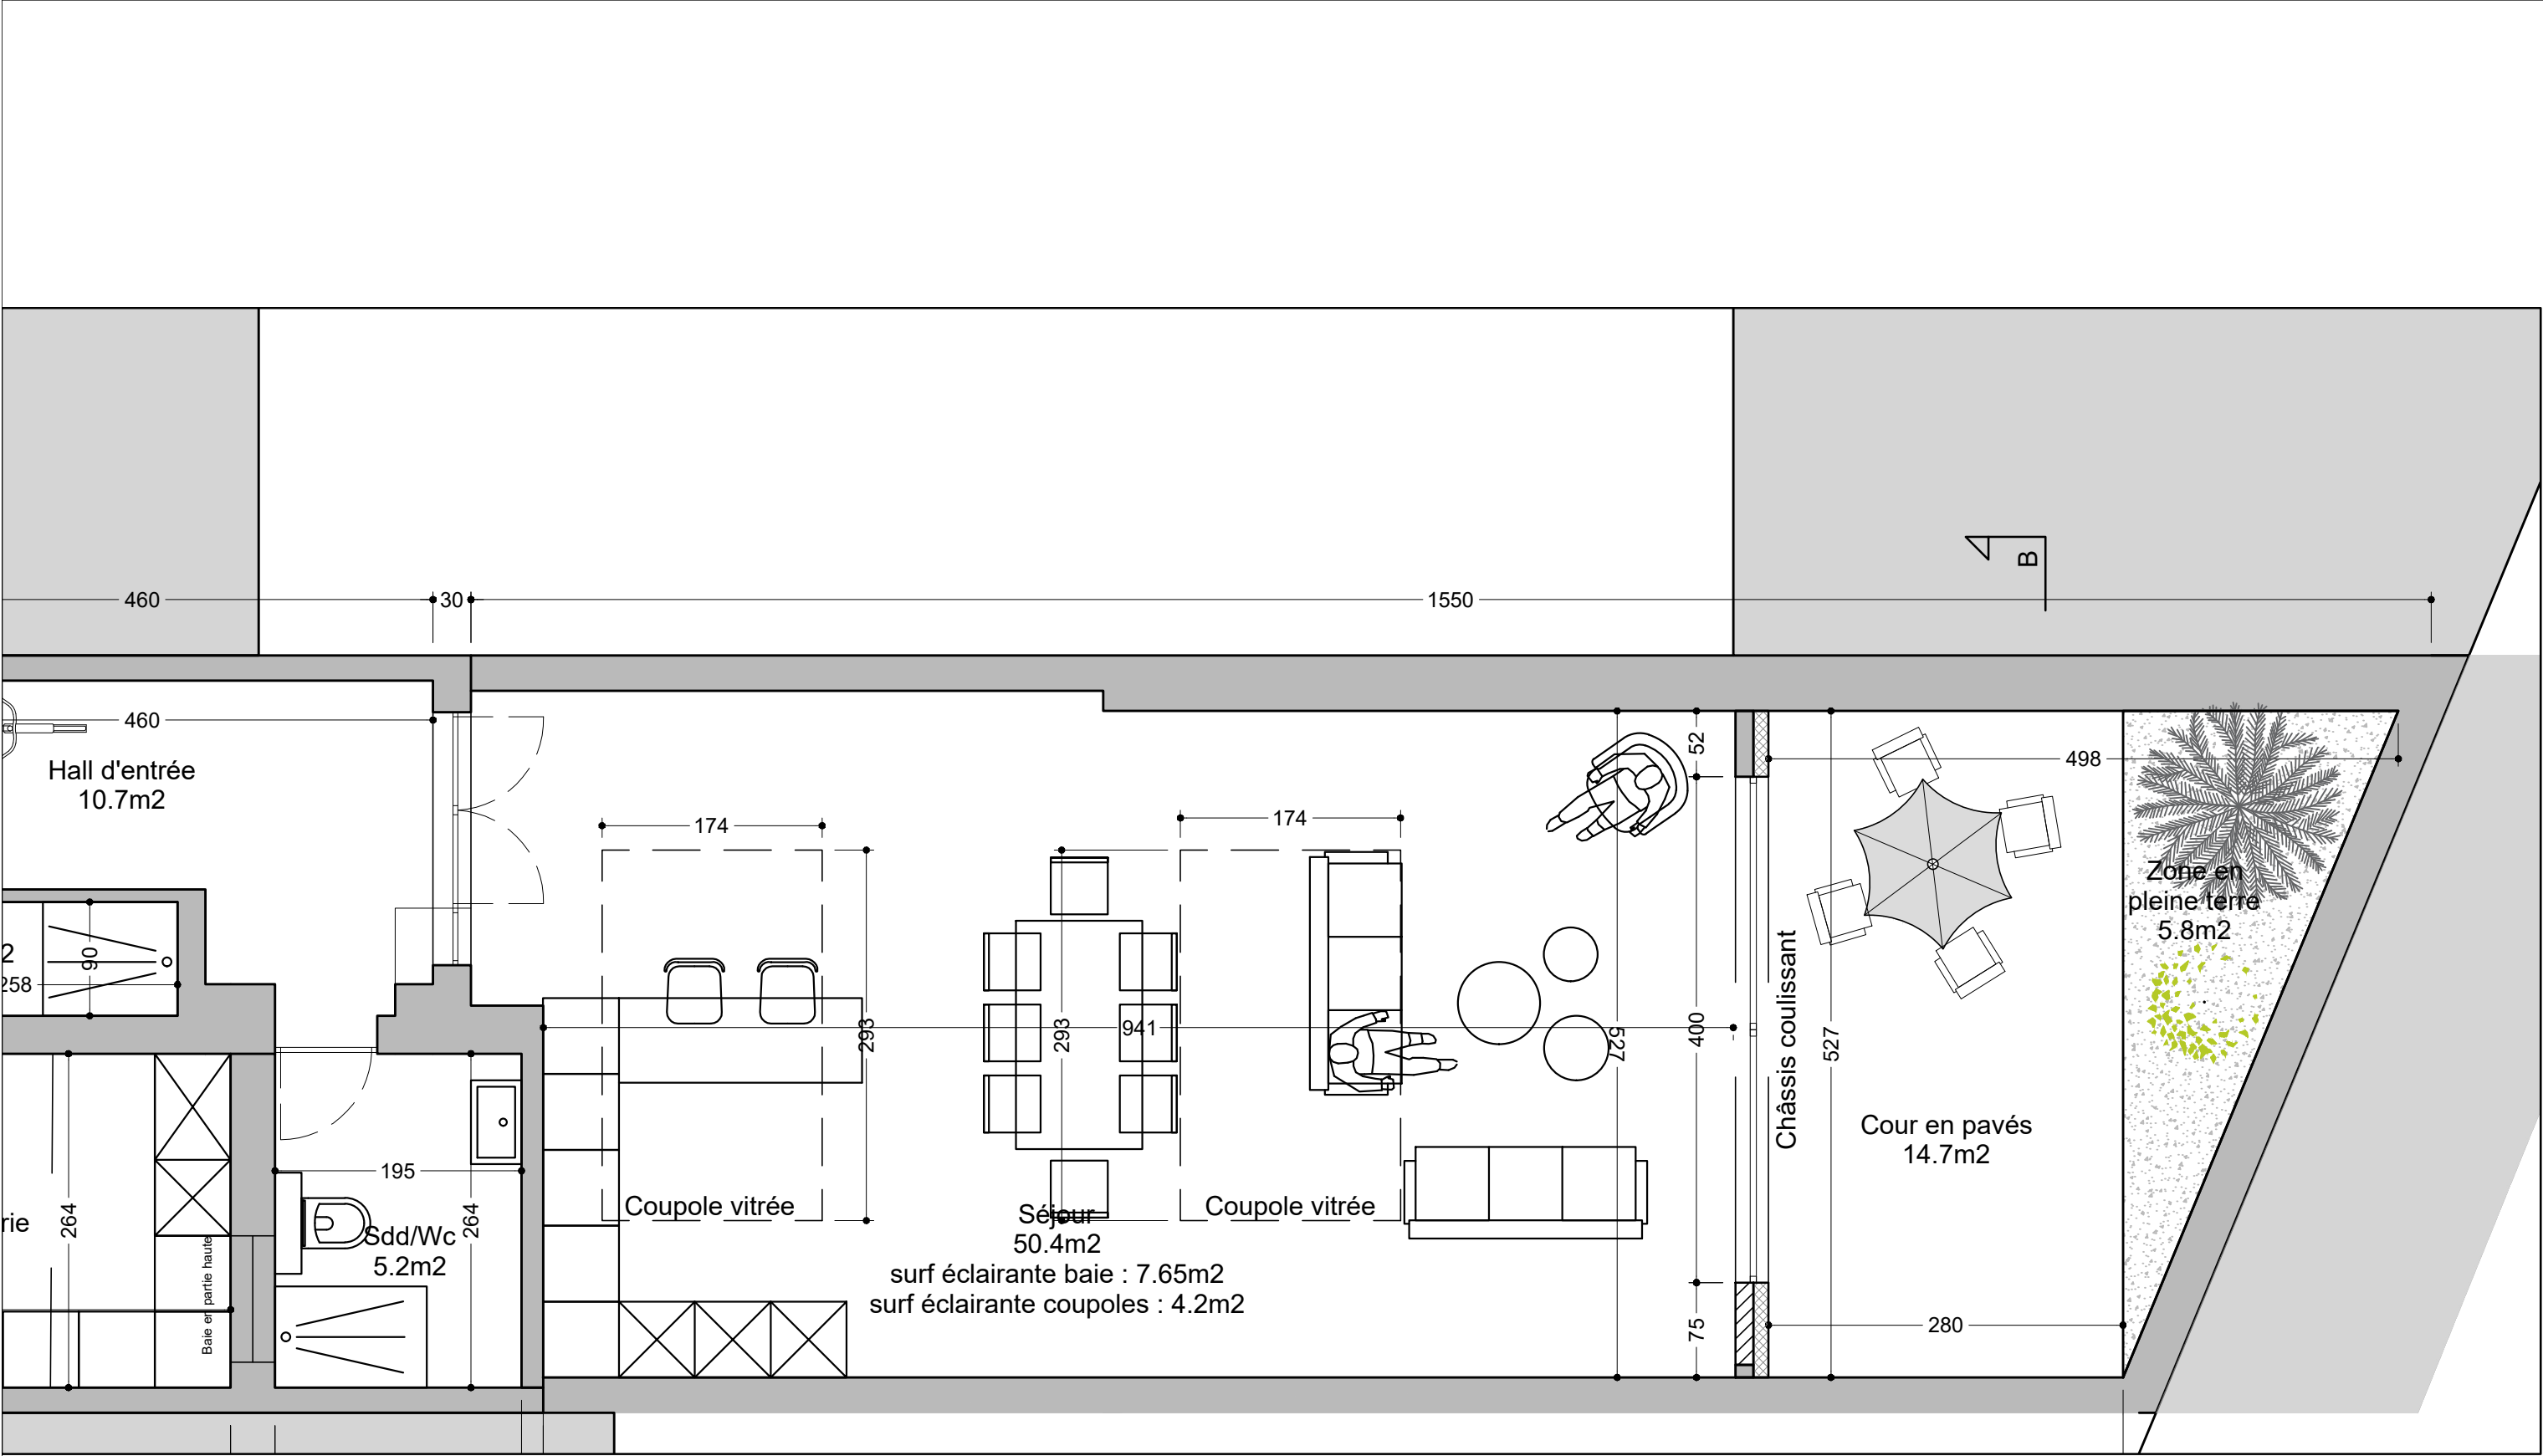 B
460
30
1550
460
Hall d'entrée
10.7m2
52
498
174
174
Zone en
pleine terre
5.8m2
2
258
90
Châssis coulissant
293
293
941
527
400
527
Cour en pavés
14.7m2
195
264
rie
264
Sdd/Wc
5.2m2
Baie en partie haute
Coupole vitrée
Séjour
50.4m2
surf éclairante baie : 7.65m2
surf éclairante coupoles : 4.2m2
Coupole vitrée
75
280